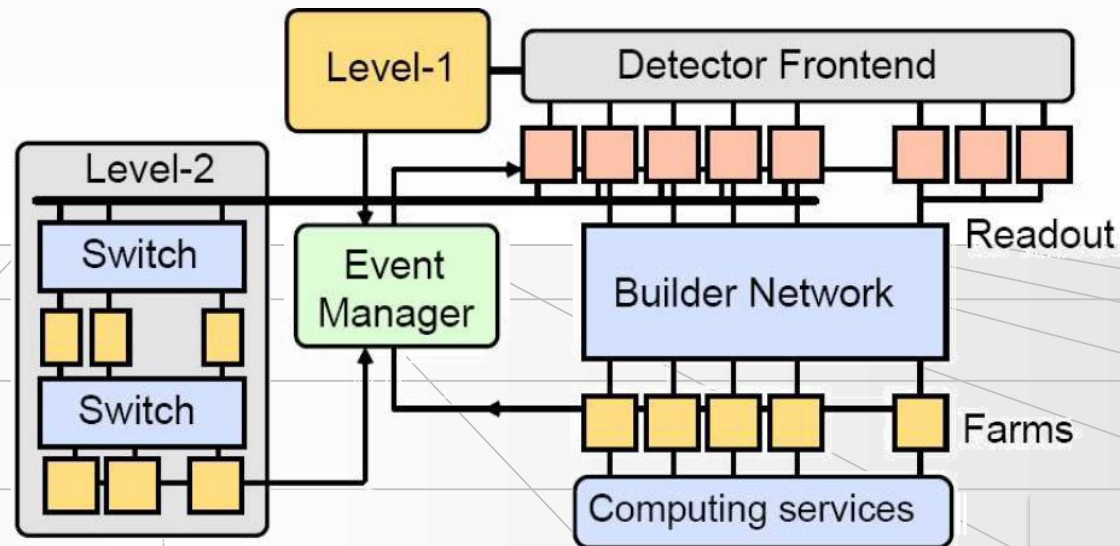 Level-1
Detector Frontend
Level-2
Switch
Event
Manager
Readout
Builder Network
Switch
Farms
Computing services